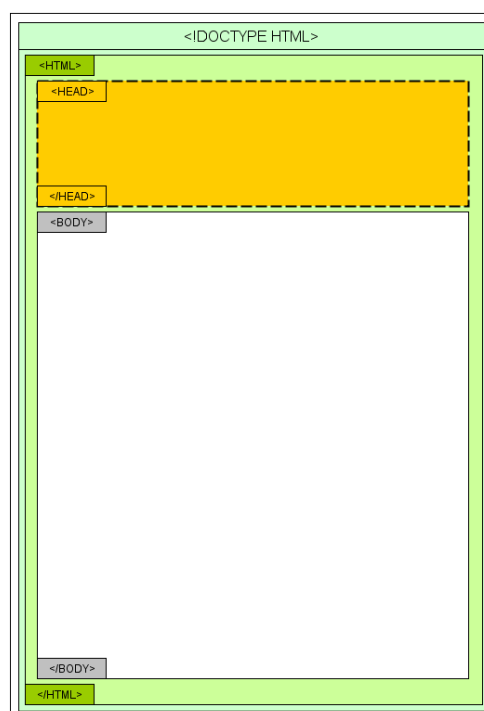 <!DOCTYPE HTML>
<HTML>
<HEAD>
</HEAD>
<BODY>
</BODY>
</HTML>